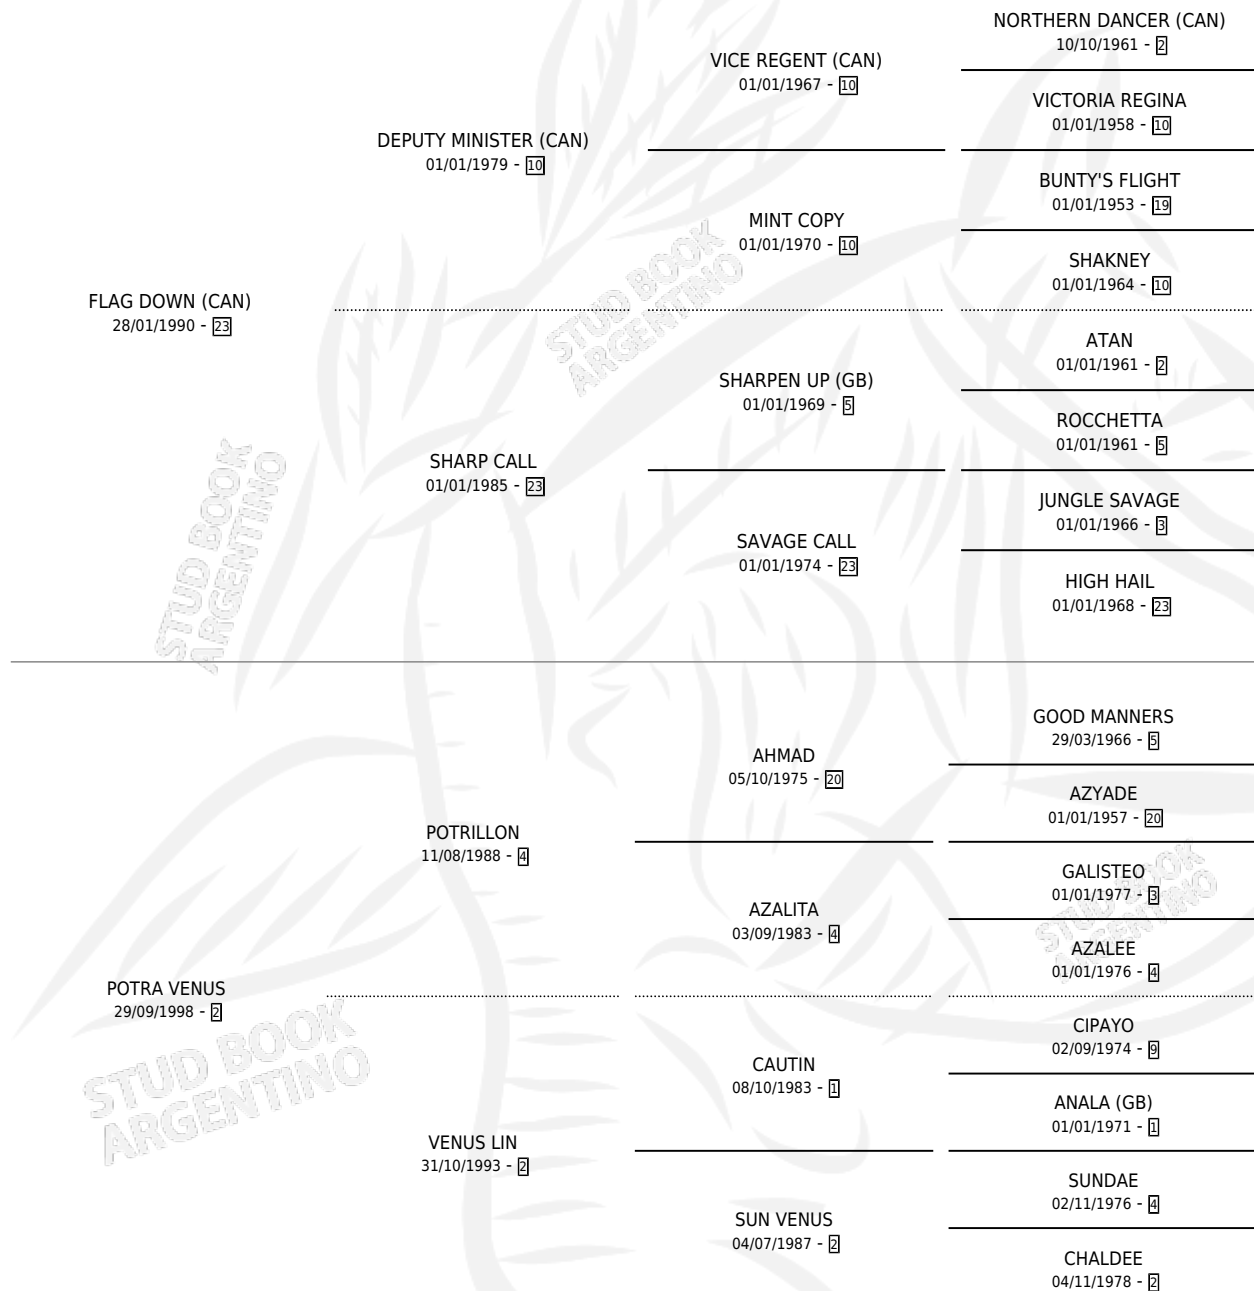 NORTHERN DANCER (CAN)
10/10/1961 - 2
VICE REGENT (CAN)
01/01/1967 - 10
VICTORIA REGINA
01/01/1958 - 10
DEPUTY MINISTER (CAN)
01/01/1979 - 10
BUNTY'S FLIGHT
01/01/1953 - 19
MINT COPY
01/01/1970 - 10
SHAKNEY
01/01/1964 - 10
FLAG DOWN (CAN)
28/01/1990 - 23
STUD BOOK
ARGENTINO
ATAN
01/01/1961 - 2
SHARPEN UP (GB)
01/01/1969 - 5
ROCCHETTA
01/01/1961 - 5
SHARP CALL
01/01/1985 - 23
JUNGLE SAVAGE
01/01/1966 - 3
SAVAGE CALL
01/01/1974 - 23
HIGH HAIL
01/01/1968 - 23
STUD BOOK
ARGENTINO
GOOD MANNERS
29/03/1966 - 5
AHMAD
05/10/1975 - 20
AZYADE
01/01/1957 - 20
POTRILLON
11/08/1988 - 4
GALISTEO
01/01/1977 - 3
AZALITA
03/09/1983 - 4
AZALEE
01/01/1976 - 4
STUD BOOK
ARGENTINO
POTRA VENUS
29/09/1998 - 2
STUD BOOK
ARGENTINO
CIPAYO
02/09/1974 - 9
CAUTIN
08/10/1983 - 1
ANALA (GB)
01/01/1971 - 1
VENUS LIN
31/10/1993 - 2
SUNDAE
02/11/1976 - 4
SUN VENUS
04/07/1987 - 2
CHALDEE
04/11/1978 - 2